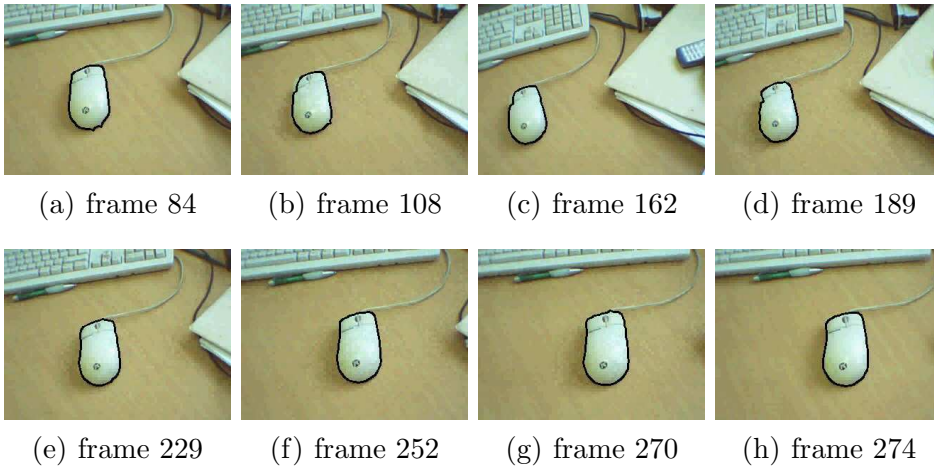 (a) frame 84
(b) frame 108
(c) frame 162
(d) frame 189
(e) frame 229
(f) frame 252
(g) frame 270
(h) frame 274